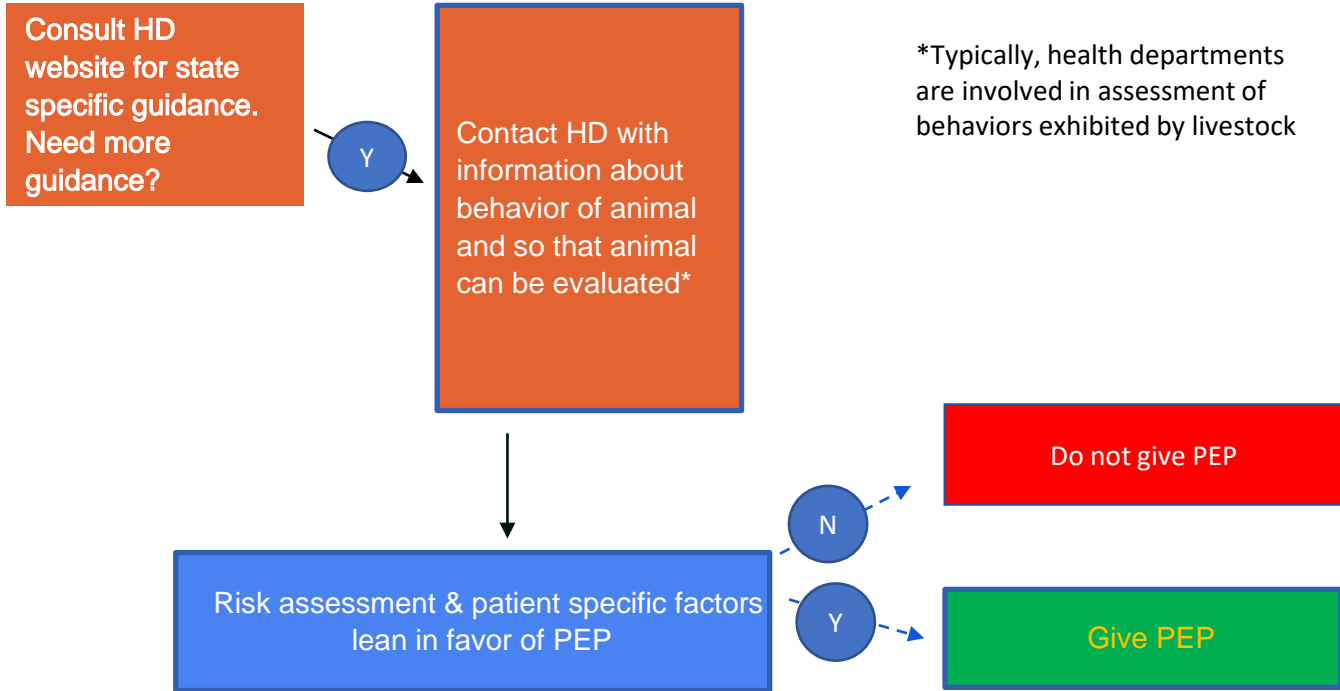 Consult HD
website for state
specific guidance.
Need more
guidance?
Y
Contact HD with
information about
behavior of animal
and so that animal
can be evaluated*
*Typically, health departments
are involved in assessment of
behaviors exhibited by livestock
Risk assessment & patient specific factors
lean in favor of PEP
N
Do not give PEP
Y
Give PEP